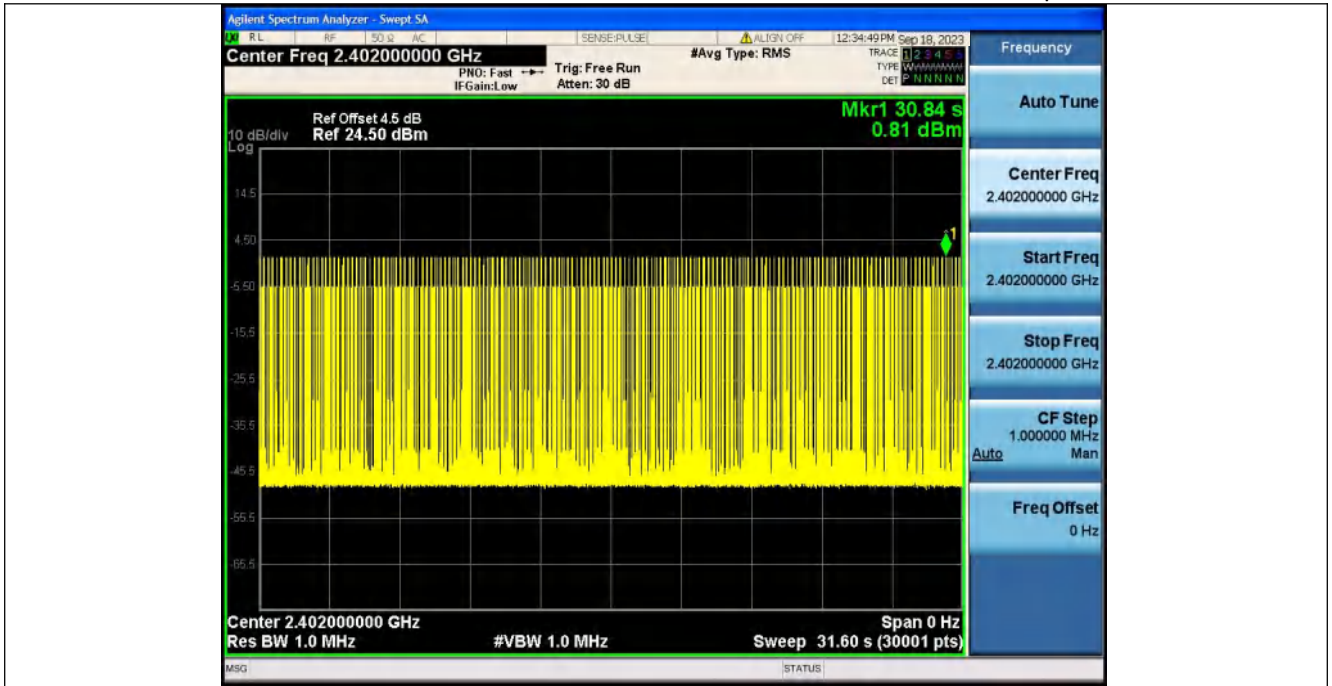 Agilent Spectrum Analyzer - Swept SA
RL RF 50 Ω AC SENSE:PULSE ALIGN OFF 12:34:49 PM Sep 18, 2023
Center Freq 2.402000000 GHz #Avg Type: RMS TRACE 1 2 3 4 5 6
PNO: Fast Trig: Free Run TYPE
IFGain:Low Atten: 30 dB DET P N N N N N
Mkr1 30.84 s
0.81 dBm
Ref Offset 4.5 dB
10 dB/div Ref 24.50 dBm
Log
14.5
4.50
-5.50
-15.5
-25.5
-35.5
-45.5
-55.5
-65.5
1
Center 2.402000000 GHz Span 0 Hz
Res BW 1.0 MHz #VBW 1.0 MHz Sweep 31.60 s (30001 pts)
MSG STATUS
Frequency
Auto Tune
Center Freq
2.402000000 GHz
Start Freq
2.402000000 GHz
Stop Freq
2.402000000 GHz
CF Step
1.000000 MHz
Auto Man
Freq Offset
0 Hz